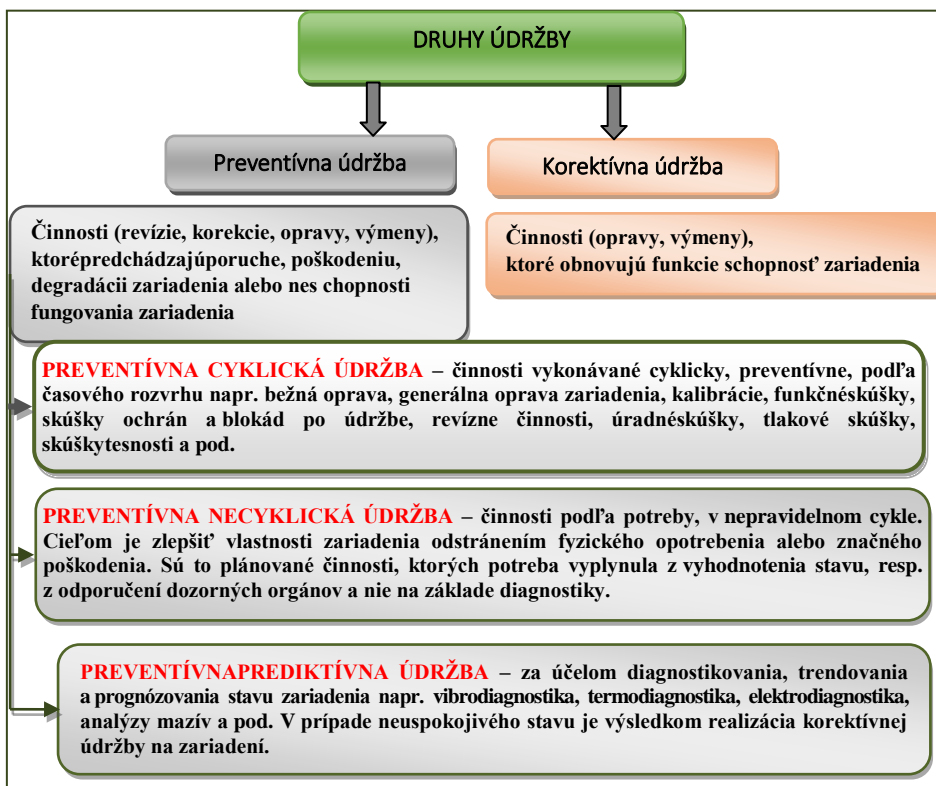 DRUHY ÚDRŽBY
Preventívna údržba
Korektívna údržba
Činnosti (revízie, korekcie, opravy, výmeny),
ktorépredchádzajúporuche, poškodeniu,
degradácii zariadenia alebo nes chopnosti
fungovania zariadenia
Činnosti (opravy, výmeny),
ktoré obnovujú funkcie schopnosť zariadenia
PREVENTÍVNA CYKLICKÁ ÚDRŽBA – činnosti vykonávané cyklicky, preventívne, podľa
časového rozvrhu napr. bežná oprava, generálna oprava zariadenia, kalibrácie, funkčnéskúšky,
skúšky ochrán a blokád po údržbe, revízne činnosti, úradnéskúšky, tlakové skúšky,
skúškytesnosti a pod.
PREVENTÍVNA NECYKLICKÁ ÚDRŽBA – činnosti podľa potreby, v nepravidelnom cykle.
Cieľom je zlepšiť vlastnosti zariadenia odstránením fyzického opotrebenia alebo značného
poškodenia. Sú to plánované činnosti, ktorých potreba vyplynula z vyhodnotenia stavu, resp.
z odporučení dozorných orgánov a nie na základe diagnostiky.
PREVENTÍVNAPREDIKTÍVNA ÚDRŽBA – za účelom diagnostikovania, trendovania
a prognózovania stavu zariadenia napr. vibrodiagnostika, termodiagnostika, elektrodiagnostika,
analýzy mazív a pod. V prípade neuspokojivého stavu je výsledkom realizácia korektívnej
údržby na zariadení.